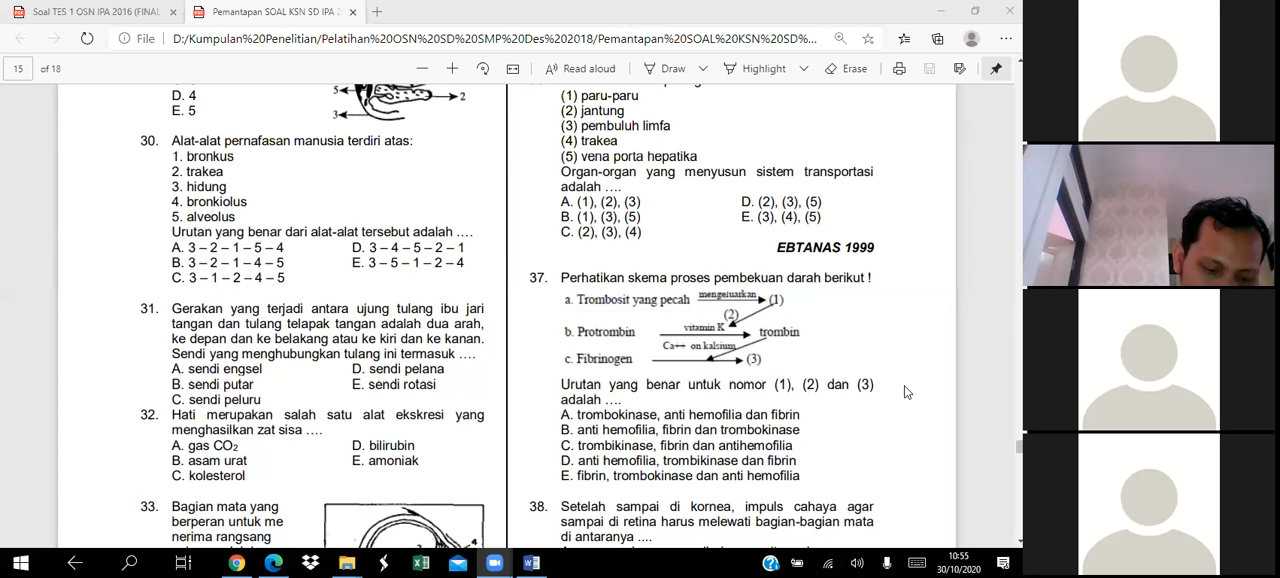 Soal TES 1 OSN IPA 2016 (FINAL
Pemantapan SOAL KSN SD IPA 2
File
D:/Kumpulan%20Penelitian/Pelatihan%20OSN%20SD%20SMP%20Des%202018/Pemantapan%20SOAL%20KSN%20SD%...
15 of 18
Read aloud
Draw
Highlight
Erase
D. 4
E. 5
5
2
3
30. Alat-alat pernafasan manusia terdiri atas:
1. bronkus
2. trakea
3. hidung
4. bronkiolus
5. alveolus
Urutan yang benar dari alat-alat tersebut adalah ….
A. 3 – 2 – 1 – 5 – 4
D. 3 – 4 – 5 – 2 – 1
B. 3 – 2 – 1 – 4 – 5
E. 3 – 5 – 1 – 2 – 4
C. 3 – 1 – 2 – 4 – 5
31. Gerakan yang terjadi antara ujung tulang ibu jari
tangan dan tulang telapak tangan adalah dua arah,
ke depan dan ke belakang atau ke kiri dan ke kanan.
Sendi yang menghubungkan tulang ini termasuk ….
A. sendi engsel
D. sendi pelana
B. sendi putar
E. sendi rotasi
C. sendi peluru
32. Hati merupakan salah satu alat ekskresi yang
menghasilkan zat sisa ….
A. gas CO2
D. bilirubin
B. asam urat
E. amoniak
C. kolesterol
33. Bagian mata yang
berperan untuk me
nerima rangsang
4
(1) paru-paru
(2) jantung
(3) pembuluh limfa
(4) trakea
(5) vena porta hepatika
Organ-organ yang menyusun sistem transportasi
adalah ….
A. (1), (2), (3)
D. (2), (3), (5)
B. (1), (3), (5)
E. (3), (4), (5)
C. (2), (3), (4)
EBTANAS 1999
37. Perhatikan skema proses pembekuan darah berikut !
a. Trombosit yang pecah mengeluarkan (1)
(2)
b. Protrombin vitamin K trombin
Ca++ on kalsium
c. Fibrinogen (3)
Urutan yang benar untuk nomor (1), (2) dan (3)
adalah ….
A. trombokinase, anti hemofilia dan fibrin
B. anti hemofilia, fibrin dan trombokinase
C. trombikinase, fibrin dan antihemofilia
D. anti hemofilia, trombikinase dan fibrin
E. fibrin, trombokinase dan anti hemofilia
38. Setelah sampai di kornea, impuls cahaya agar
sampai di retina harus melewati bagian-bagian mata
di antaranya ….
10:55
30/10/2020